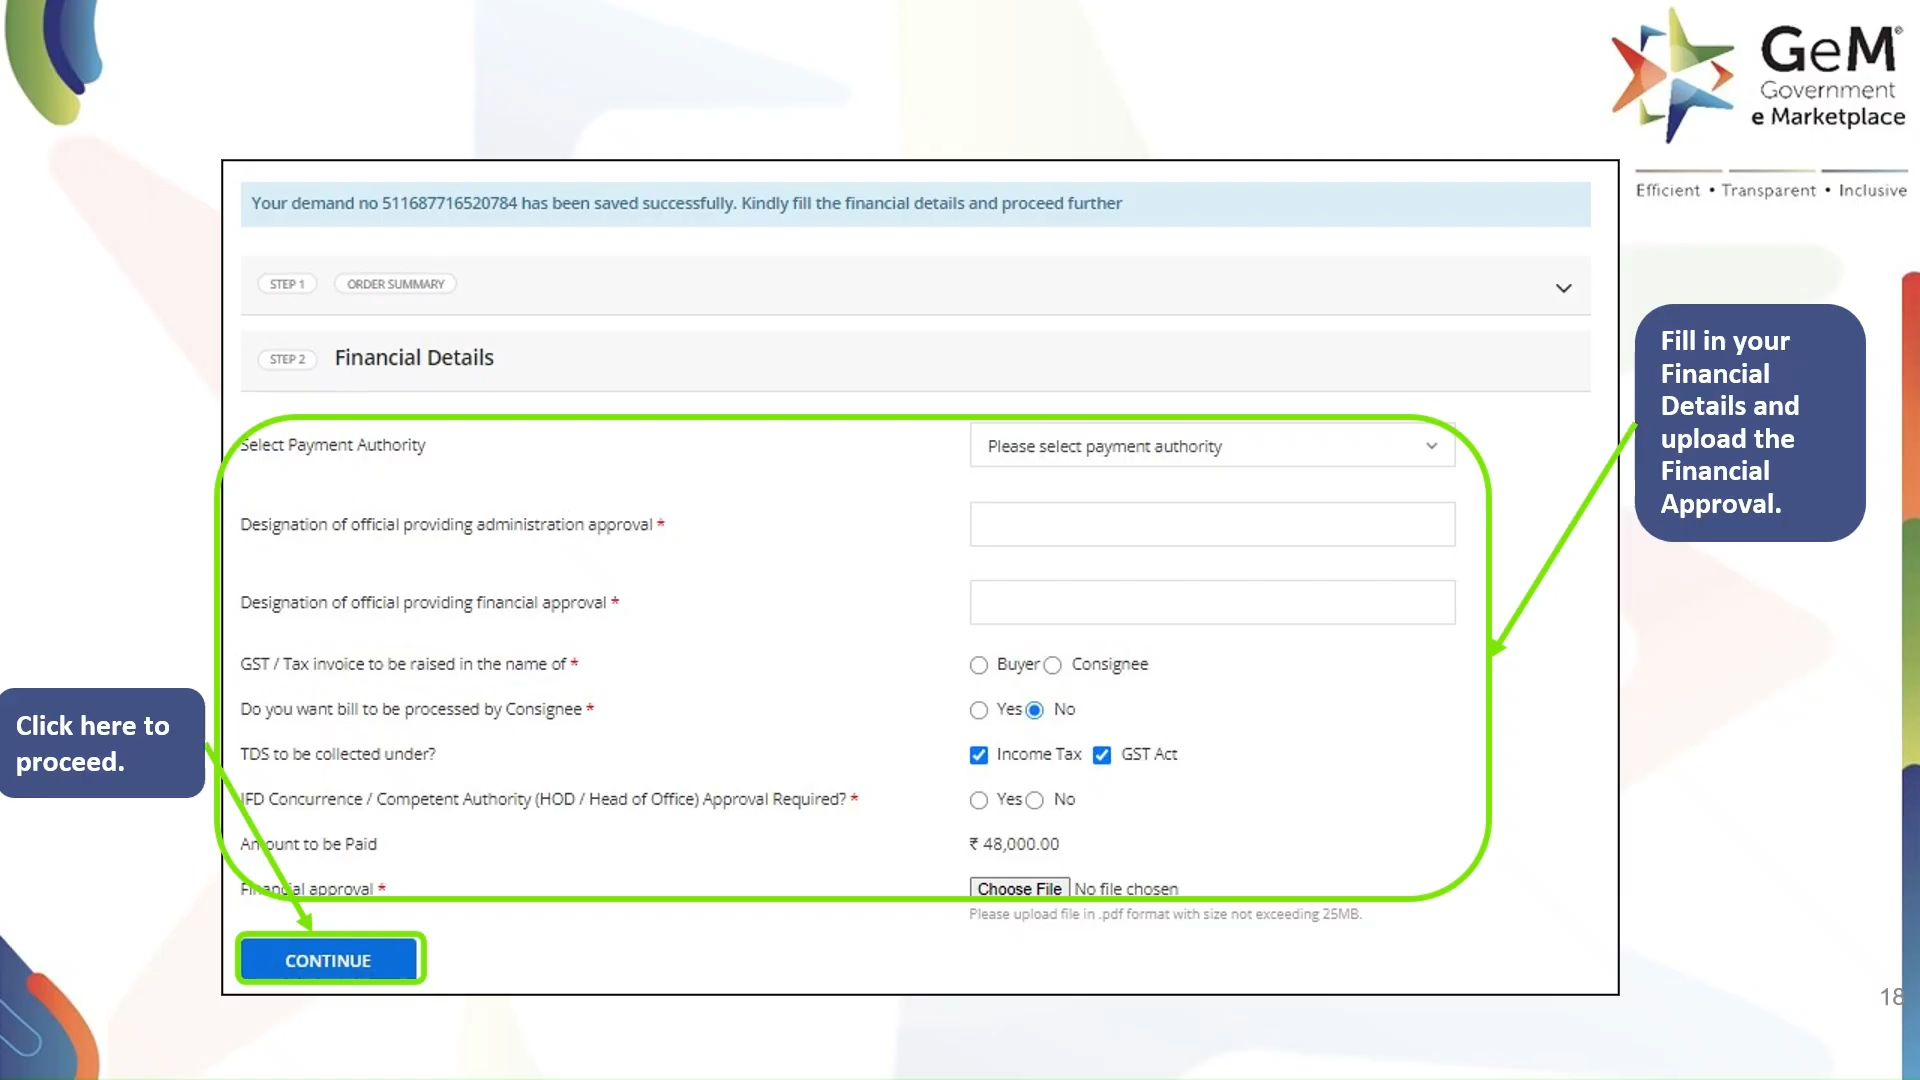 GeM
Government
e Marketplace
Efficient • Transparent • Inclusive
Your demand no 511687716520784 has been saved successfully. Kindly fill the financial details and proceed further
STEP 1 ORDER SUMMARY
STEP 2 Financial Details
Select Payment Authority Please select payment authority
Designation of official providing administration approval *
Designation of official providing financial approval *
GST / Tax invoice to be raised in the name of * Buyer Consignee
Do you want bill to be processed by Consignee * Yes No
TDS to be collected under? Income Tax GST Act
IFD Concurrence / Competent Authority (HOD / Head of Office) Approval Required? * Yes No
Amount to be Paid ₹ 48,000.00
Financial approval * Choose File No file chosen
Please upload file in .pdf format with size not exceeding 25MB.
CONTINUE
Fill in your
Financial
Details and
upload the
Financial
Approval.
Click here to
proceed.
18